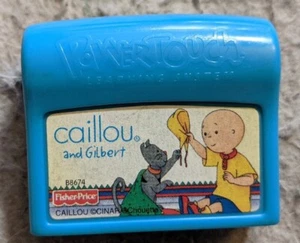 PowerTouch
LEARNING SYSTEM
caillou
and Gilbert
B8674
Fisher-Price
CAILLOU ©CINAR